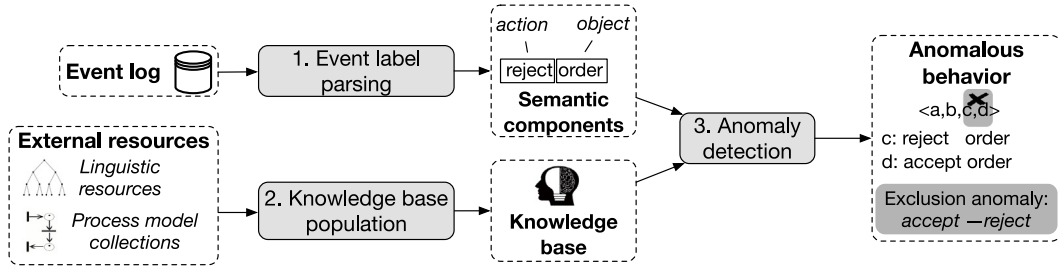 Event log
1. Event label
parsing
action object
reject order
Semantic
components
External resources
Linguistic
resources
Process model
collections
2. Knowledge base
population
Knowledge
base
3. Anomaly
detection
Anomalous
behavior
<a,b,c,d>
c: reject order
d: accept order
Exclusion anomaly:
accept —reject